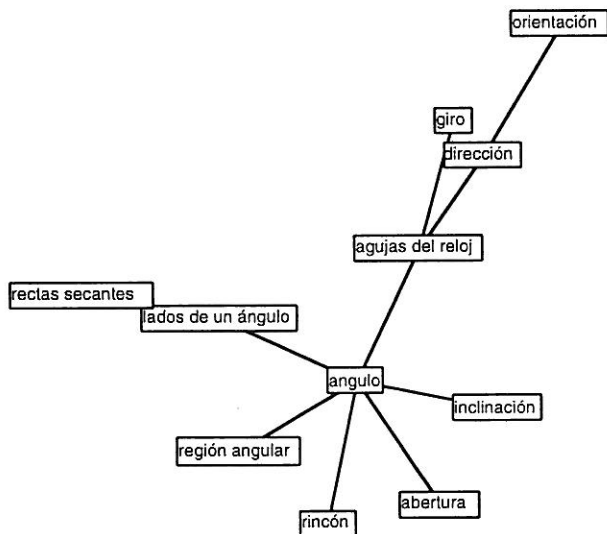 orientación
giro
dirección
agujas del reloj
rectas secantes
lados de un ángulo
angulo
inclinación
región angular
abertura
rincón